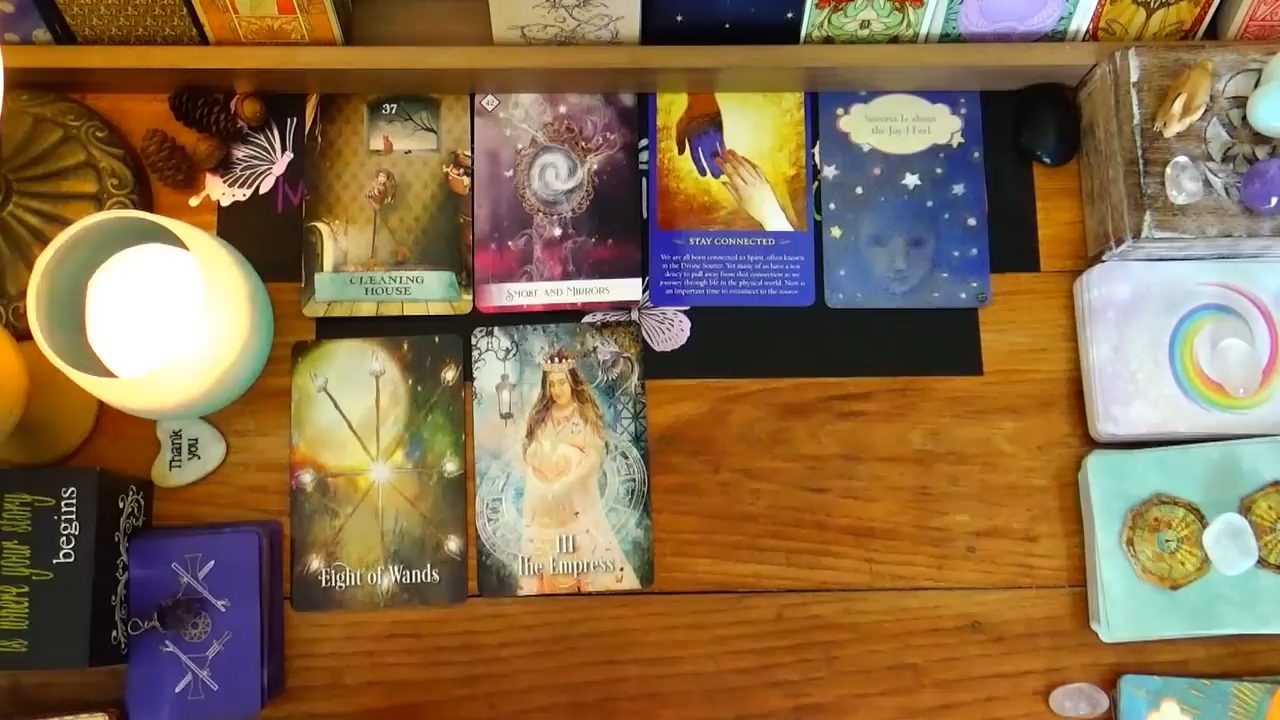 37
CLEANING
HOUSE
42
SMOKE AND MIRRORS
STAY CONNECTED
We are all been connected to Spirit, often known
as the Divine Source. Yet many of us have a ten-
dency to pull away from that connection as we
journey through life in the physical world. Now is
an important time to reconnect to the source
Success Is about
the Joy I Feel
Eight of Wands
III
The Empress
Thank
you
is where your story
begins